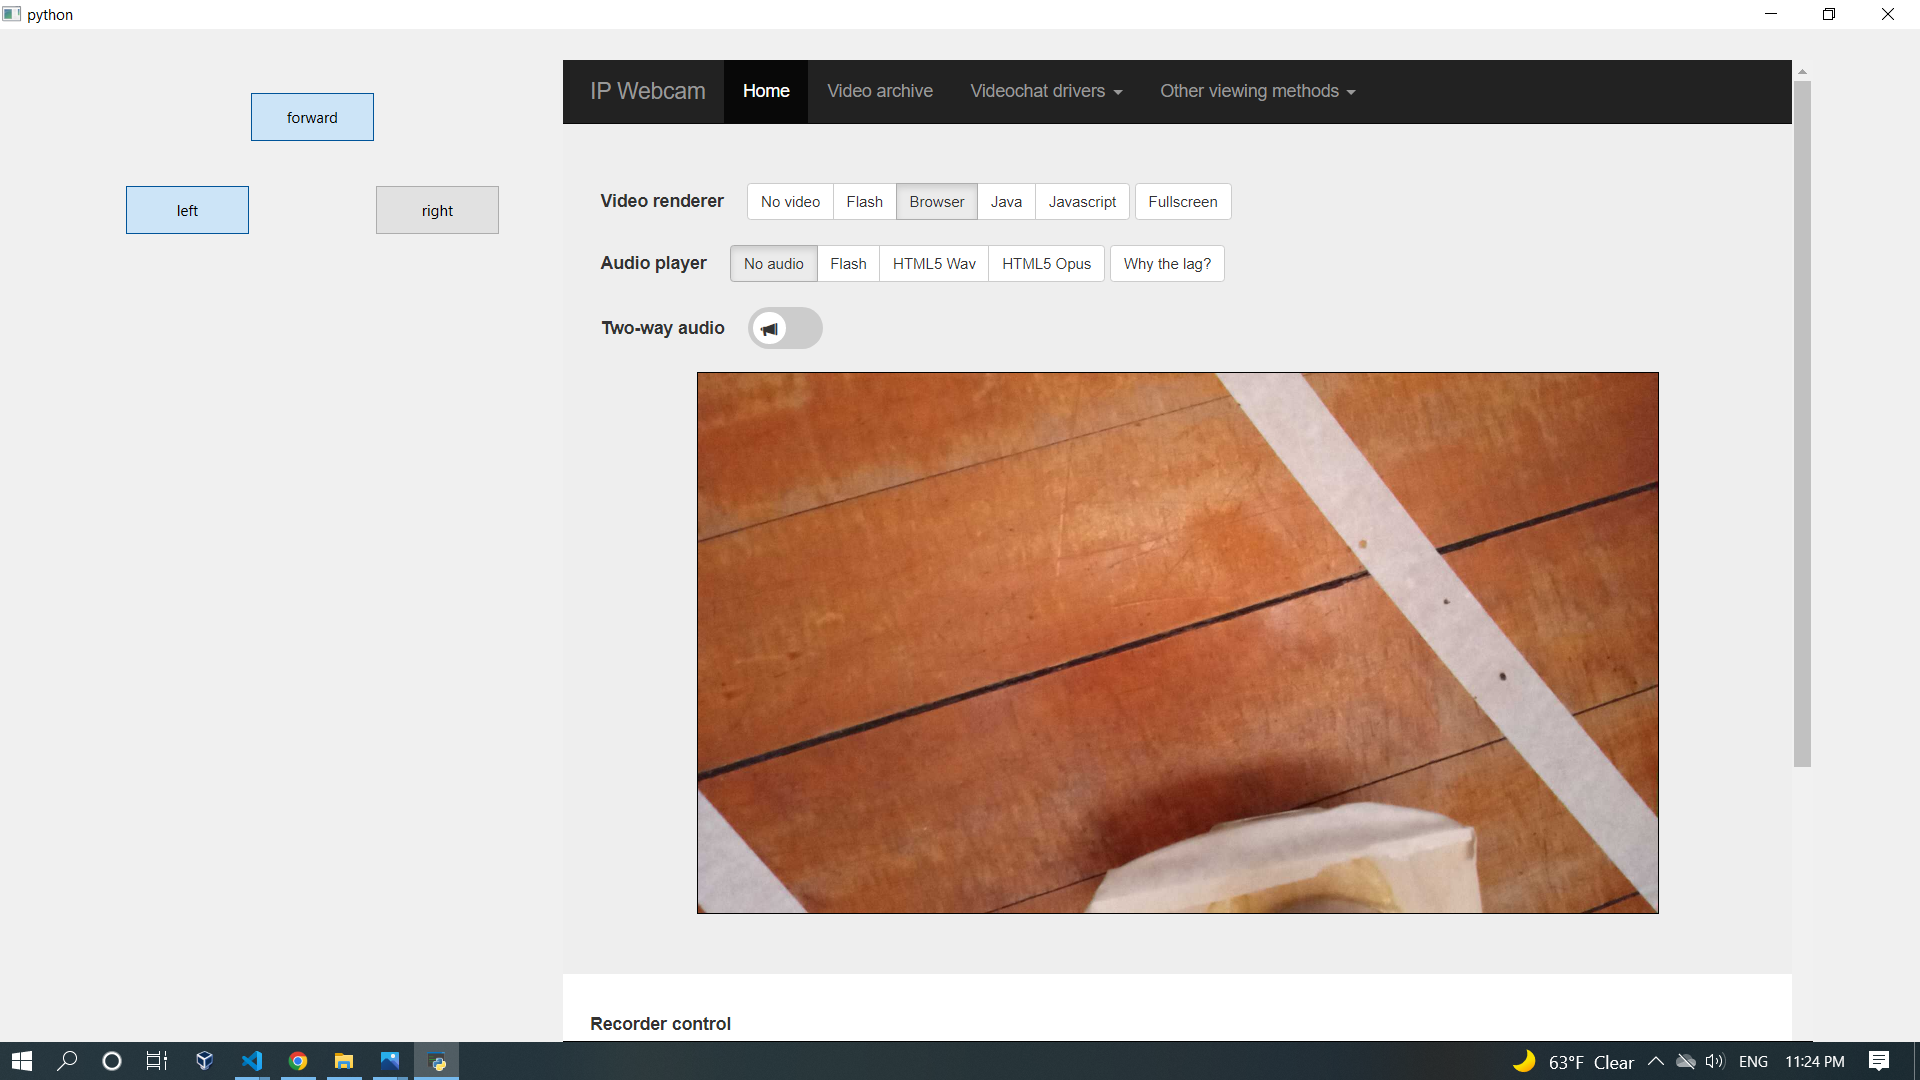 python
forward
left
right
IP Webcam Home Video archive Videochat drivers Other viewing methods
Video renderer No video Flash Browser Java Javascript Fullscreen
Audio player No audio Flash HTML5 Wav HTML5 Opus Why the lag?
Two-way audio
Recorder control
63°F Clear ENG 11:24 PM